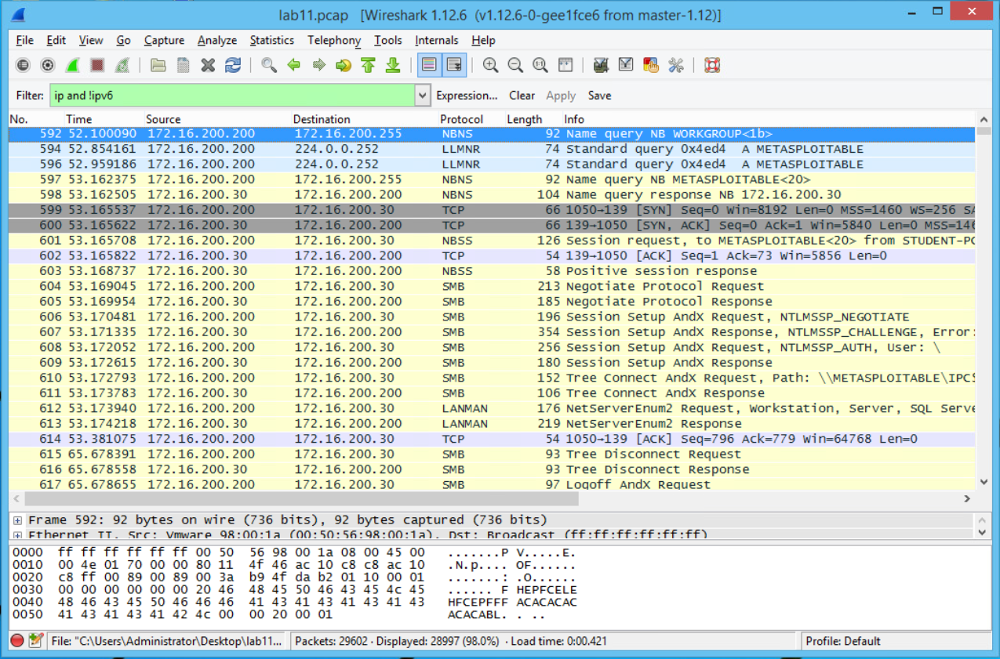 lab11.pcap [Wireshark 1.12.6 (v1.12.6-0-gee1fce6 from master-1.12)]
File Edit View Go Capture Analyze Statistics Telephony Tools Internals Help
Filter: ip and !ipv6 Expression... Clear Apply Save
No. Time Source Destination Protocol Length Info
592 52.100090 172.16.200.200 172.16.200.255 NBNS 92 Name query NB WORKGROUP<1b>
594 52.854161 172.16.200.200 224.0.0.252 LLMNR 74 Standard query 0x4ed4 A METASPLOITABLE
596 52.959186 172.16.200.200 224.0.0.252 LLMNR 74 Standard query 0x4ed4 A METASPLOITABLE
597 53.162375 172.16.200.200 172.16.200.255 NBNS 92 Name query NB METASPLOITABLE<20>
598 53.162505 172.16.200.30 172.16.200.200 NBNS 104 Name query response NB 172.16.200.30
599 53.165537 172.16.200.200 172.16.200.30 TCP 66 1050→139 [SYN] Seq=0 Win=8192 Len=0 MSS=1460 WS=256 SA
600 53.165622 172.16.200.30 172.16.200.200 TCP 66 139→1050 [SYN, ACK] Seq=0 Ack=1 Win=5840 Len=0 MSS=146
601 53.165708 172.16.200.200 172.16.200.30 NBSS 126 Session request, to METASPLOITABLE<20> from STUDENT-PC
602 53.165822 172.16.200.30 172.16.200.200 TCP 54 139→1050 [ACK] Seq=1 Ack=73 Win=5856 Len=0
603 53.168737 172.16.200.30 172.16.200.200 NBSS 58 Positive session response
604 53.169045 172.16.200.200 172.16.200.30 SMB 213 Negotiate Protocol Request
605 53.169954 172.16.200.30 172.16.200.200 SMB 185 Negotiate Protocol Response
606 53.170481 172.16.200.200 172.16.200.30 SMB 196 Session Setup AndX Request, NTLMSSP_NEGOTIATE
607 53.171335 172.16.200.30 172.16.200.200 SMB 354 Session Setup AndX Response, NTLMSSP_CHALLENGE, Error:
608 53.172052 172.16.200.200 172.16.200.30 SMB 256 Session Setup AndX Request, NTLMSSP_AUTH, User: \
609 53.172615 172.16.200.30 172.16.200.200 SMB 180 Session Setup AndX Response
610 53.172793 172.16.200.200 172.16.200.30 SMB 152 Tree Connect AndX Request, Path: \\METASPLOITABLE\IPC$
611 53.173783 172.16.200.30 172.16.200.200 SMB 106 Tree Connect AndX Response
612 53.173940 172.16.200.200 172.16.200.30 LANMAN 176 NetServerEnum2 Request, Workstation, Server, SQL Serve
613 53.174218 172.16.200.30 172.16.200.200 LANMAN 219 NetServerEnum2 Response
614 53.381075 172.16.200.200 172.16.200.30 TCP 54 1050→139 [ACK] Seq=796 Ack=779 Win=64768 Len=0
615 65.678391 172.16.200.200 172.16.200.30 SMB 93 Tree Disconnect Request
616 65.678558 172.16.200.30 172.16.200.200 SMB 93 Tree Disconnect Response
617 65.678655 172.16.200.200 172.16.200.30 SMB 97 Logoff AndX Request
Frame 592: 92 bytes on wire (736 bits), 92 bytes captured (736 bits)
Ethernet II, Src: Vmware_98:00:1a (00:50:56:98:00:1a), Dst: Broadcast (ff:ff:ff:ff:ff:ff)
0000 ff ff ff ff ff ff 00 50 56 98 00 1a 08 00 45 00 .......P V.....E.
0010 00 4e 01 70 00 00 80 11 4f 46 ac 10 c8 c8 ac 10 .N.p.... OF......
0020 c8 ff 00 89 00 89 00 3a b9 4f da b2 01 10 00 01 .......: .O......
0030 00 00 00 00 00 00 20 46 48 45 50 46 43 45 4c 45 ...... F HEPFCELE
0040 48 46 43 45 50 46 46 46 41 43 41 43 41 43 41 43 HFCEPFFF ACACACAC
0050 41 43 41 43 41 42 4c 00 00 20 00 01 ACACABL. . ..
File: "C:\Users\Administrator\Desktop\lab11... Packets: 29602 · Displayed: 28997 (98.0%) · Load time: 0:00.421 Profile: Default